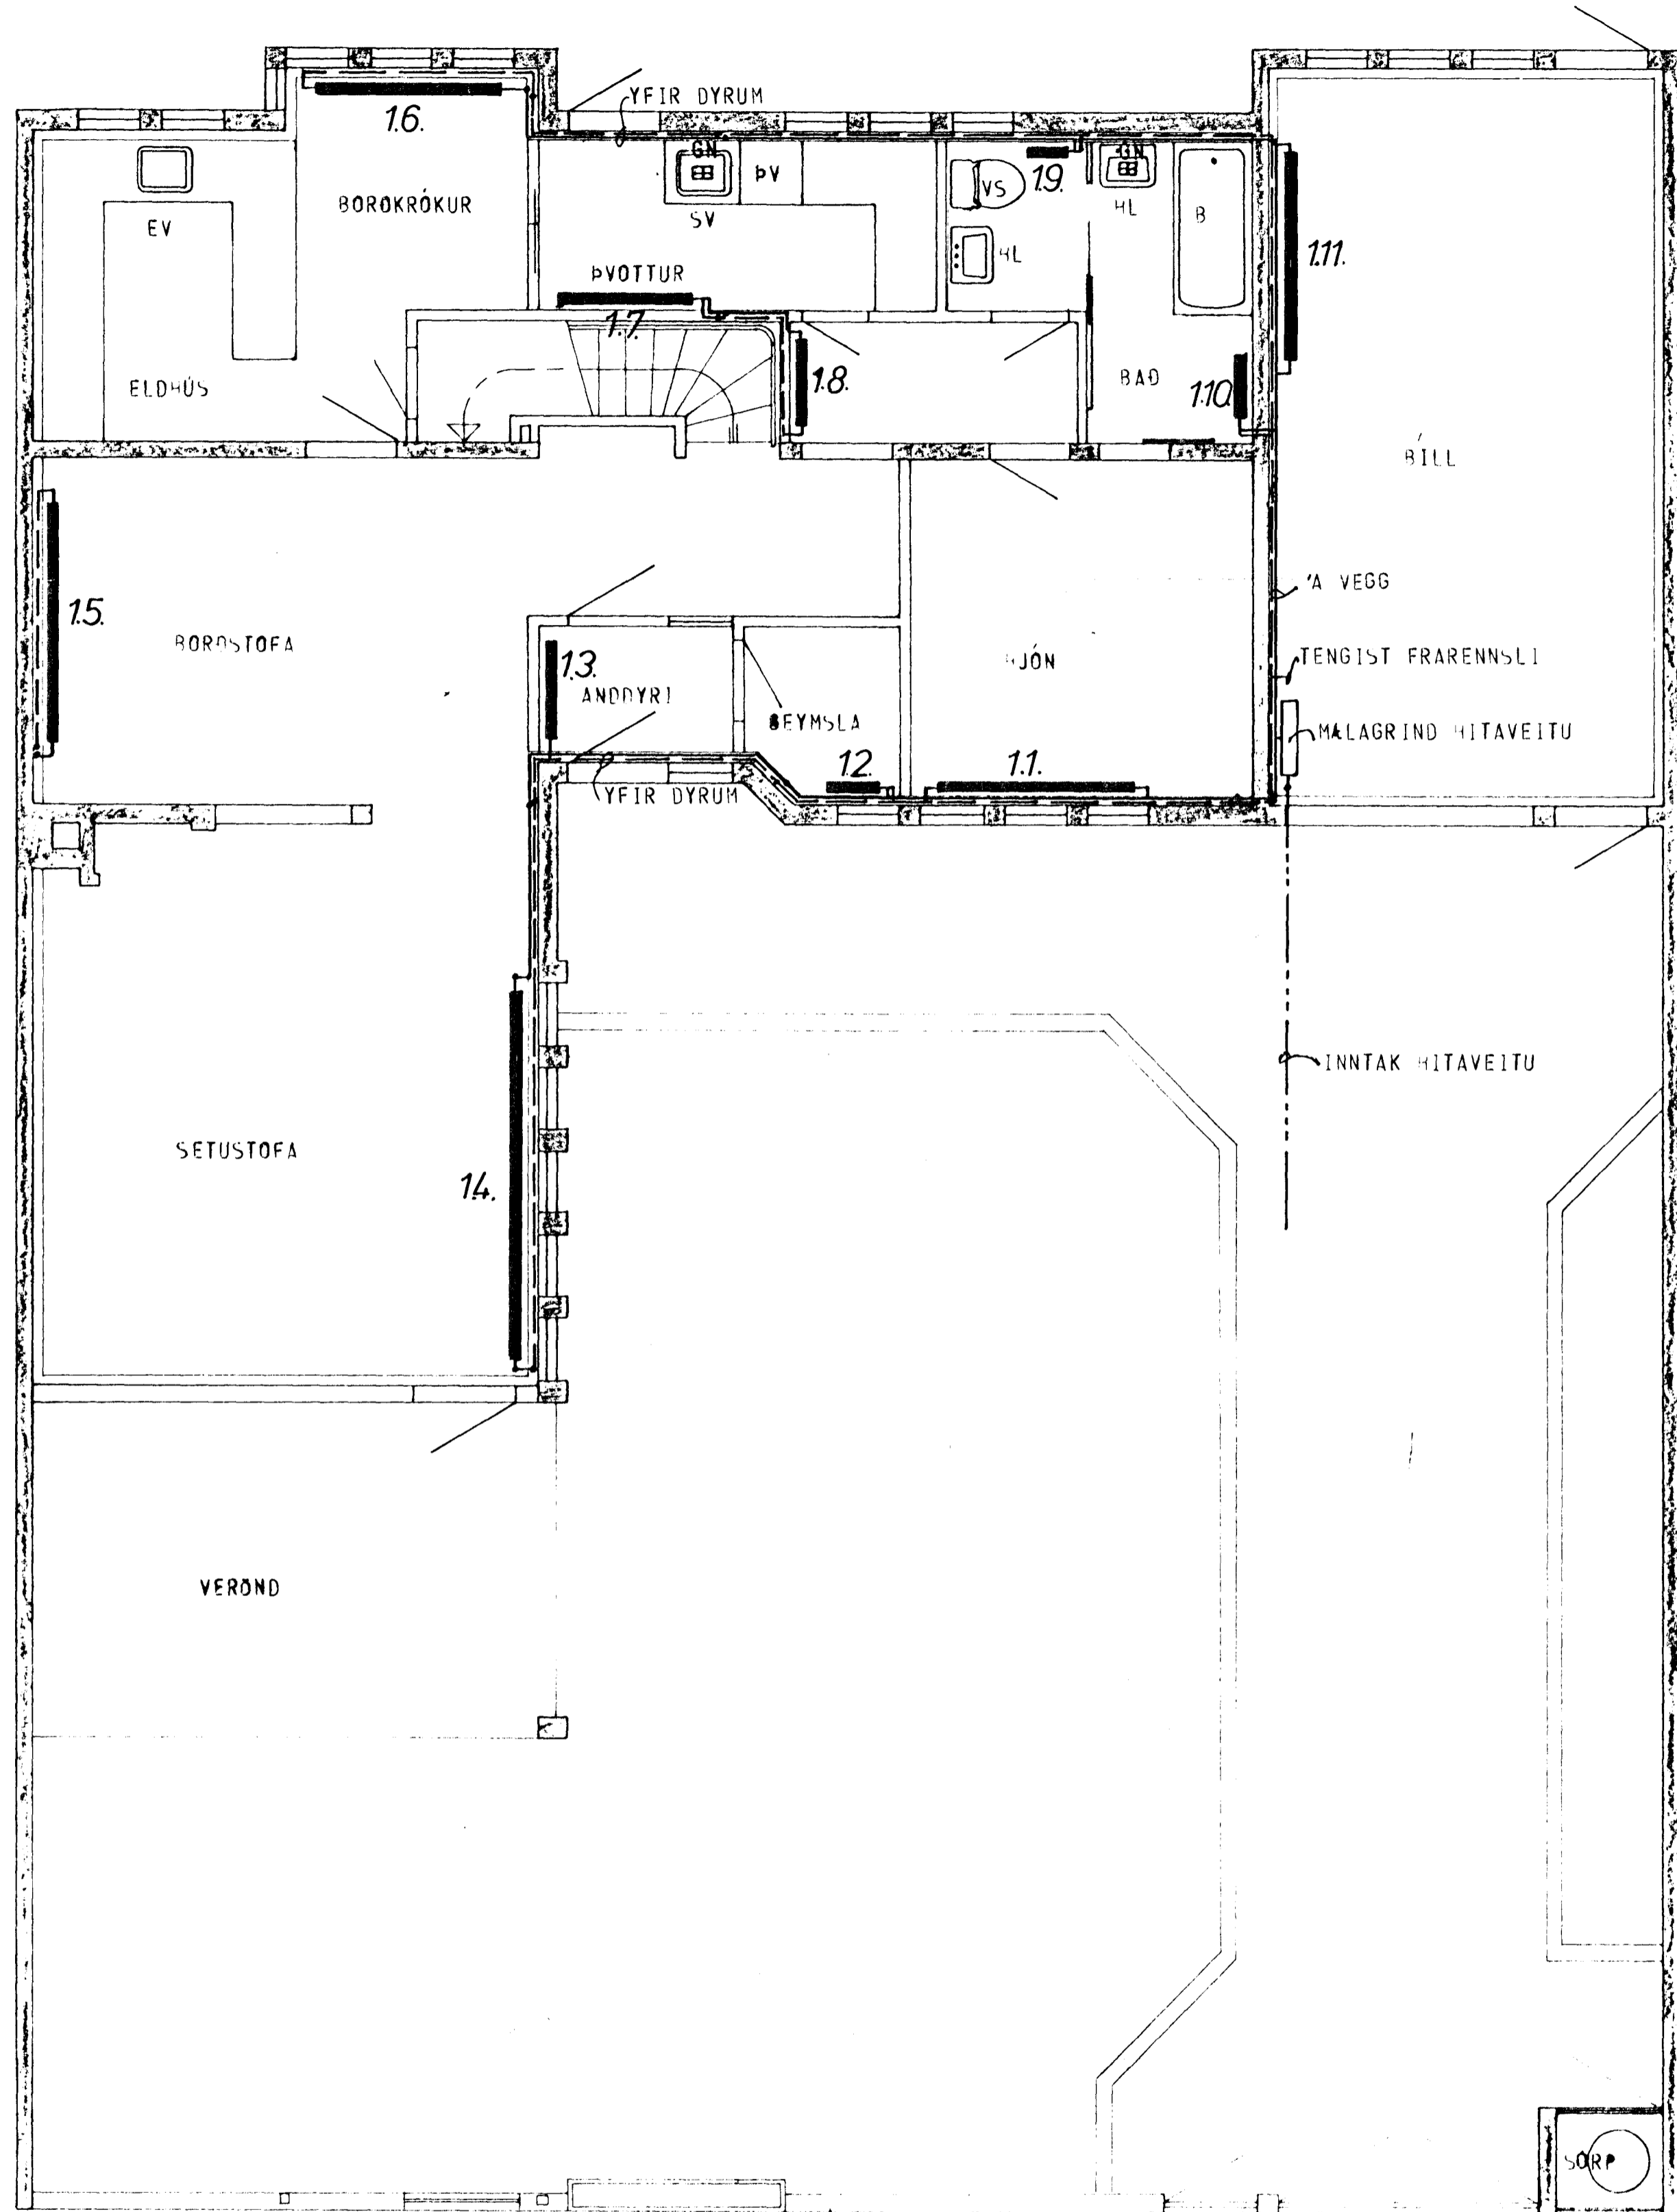 YFIR DYRUM
1.6.
GN
ÞV
VS
1.9.
GN
HL
B
BORÐKRÓKUR
EV
SV
HL
1.11.
ÞVOTTUR
1.7.
1.8.
BAÐ
1.10.
ELDHÚS
BÍLL
Á VEGG
1.5.
BORÐSTOFA
1.3.
ANDDYRI
GEYMSLA
HJÓN
TENGIST FRÁRENNSLI
MÆLAGRIND HITAVEITU
1.2.
1.1.
YFIR DYRUM
INNTAK HITAVEITU
SETUSTOFA
1.4.
VERÖND
SORP